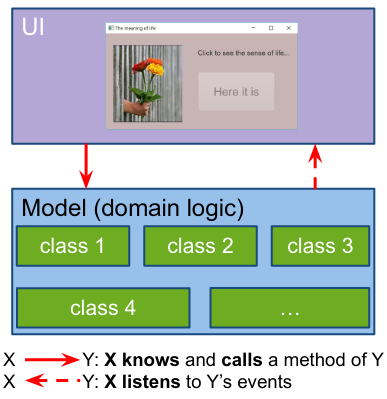 UI
The meaning of life
Click to see the sense of life...
Here it is
Model (domain logic)
class 1 class 2 class 3
class 4 ...
X Y: X knows and calls a method of Y
X Y: X listens to Y's events